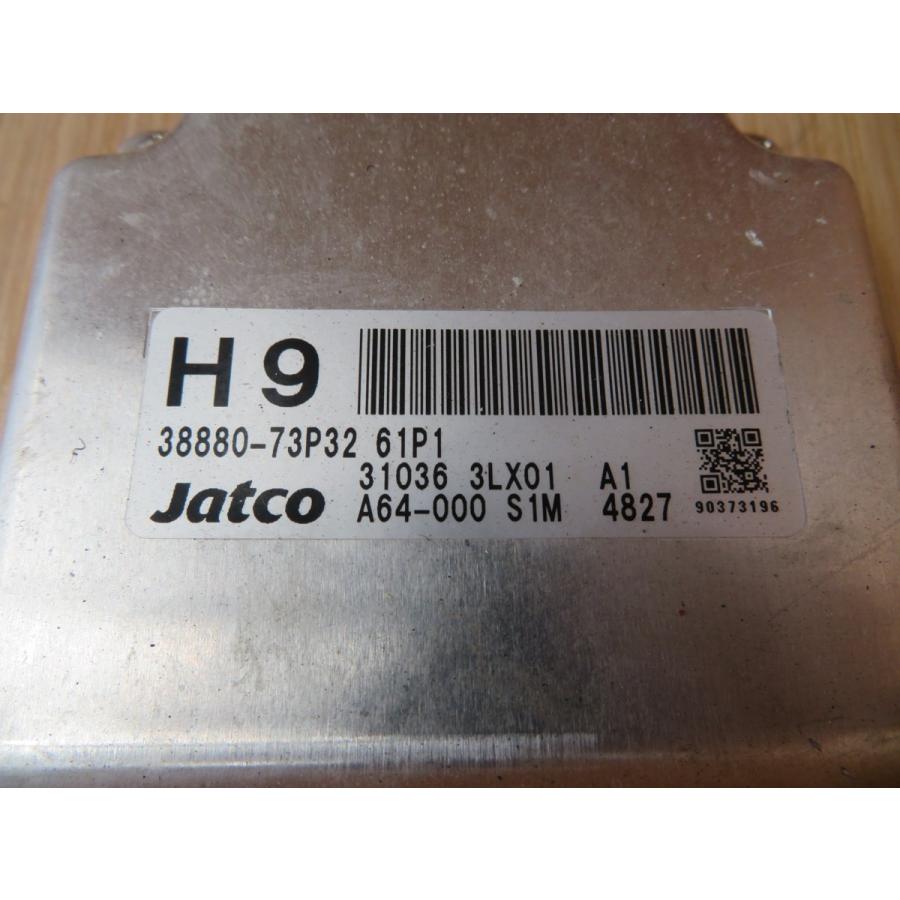 H9
38880-73P32 61P1
31036 3LX01 A1
Jatco A64-000 S1M 4827 90373196